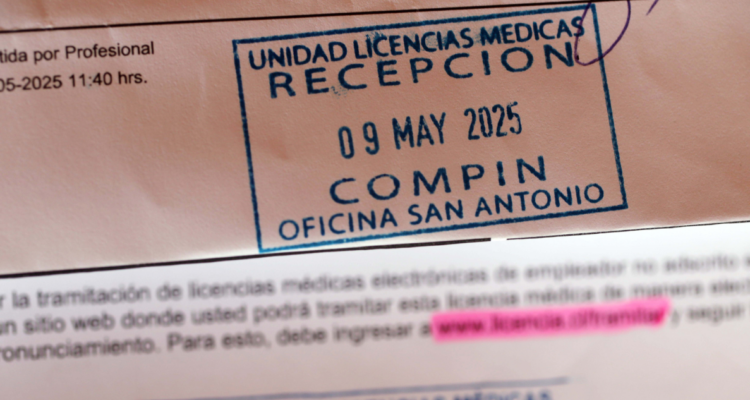 tida por Profesional
05-2025 11:40 hrs.
UNIDAD LICENCIAS MEDICAS
RECEPCION
09 MAY 2025
COMPIN
OFICINA SAN ANTONIO
r la tramitación de licencias médicas electrónicas de empleador no adscrito
un sitio web donde usted podrá tramitar esta licencia médica de manera
ronunciamiento. Para esto, debe ingresar a www.licencia.cl/tramitar y seguir